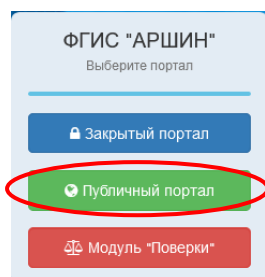 ФГИС "АРШИН"
Выберите портал
Закрытый портал
Публичный портал
Модуль "Поверки"